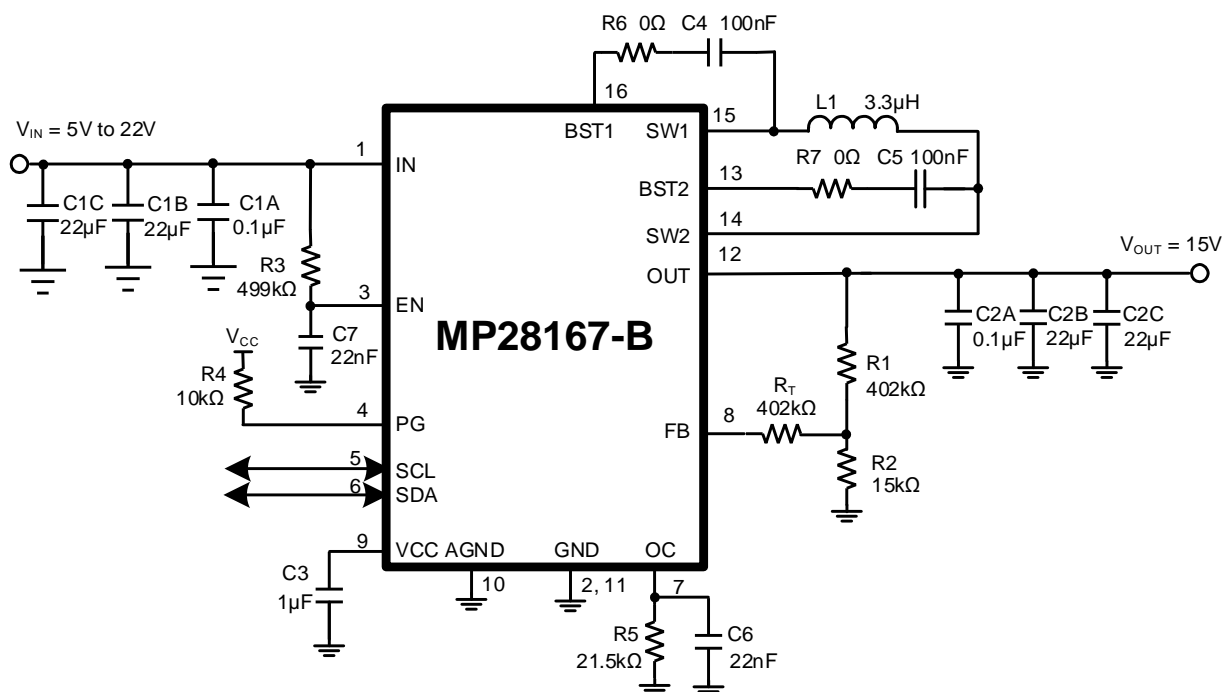 R6 0Ω C4 100nF
16
BST1
SW1
15
L1 3.3µH
VIN = 5V to 22V
1
IN
C1C
22µF
C1B
22µF
C1A
0.1µF
R7 0Ω C5 100nF
BST2
13
14
SW2
12
OUT
VOUT = 15V
R3
499kΩ
3
EN
C7
22nF
MP28167-B
C2A
0.1µF
C2B
22µF
C2C
22µF
VCC
R4
10kΩ
4
PG
R1
402kΩ
RT
402kΩ
8
FB
R2
15kΩ
5
SCL
6
SDA
9
VCC AGND GND OC
10
2, 11
7
C3
1µF
R5
21.5kΩ
C6
22nF